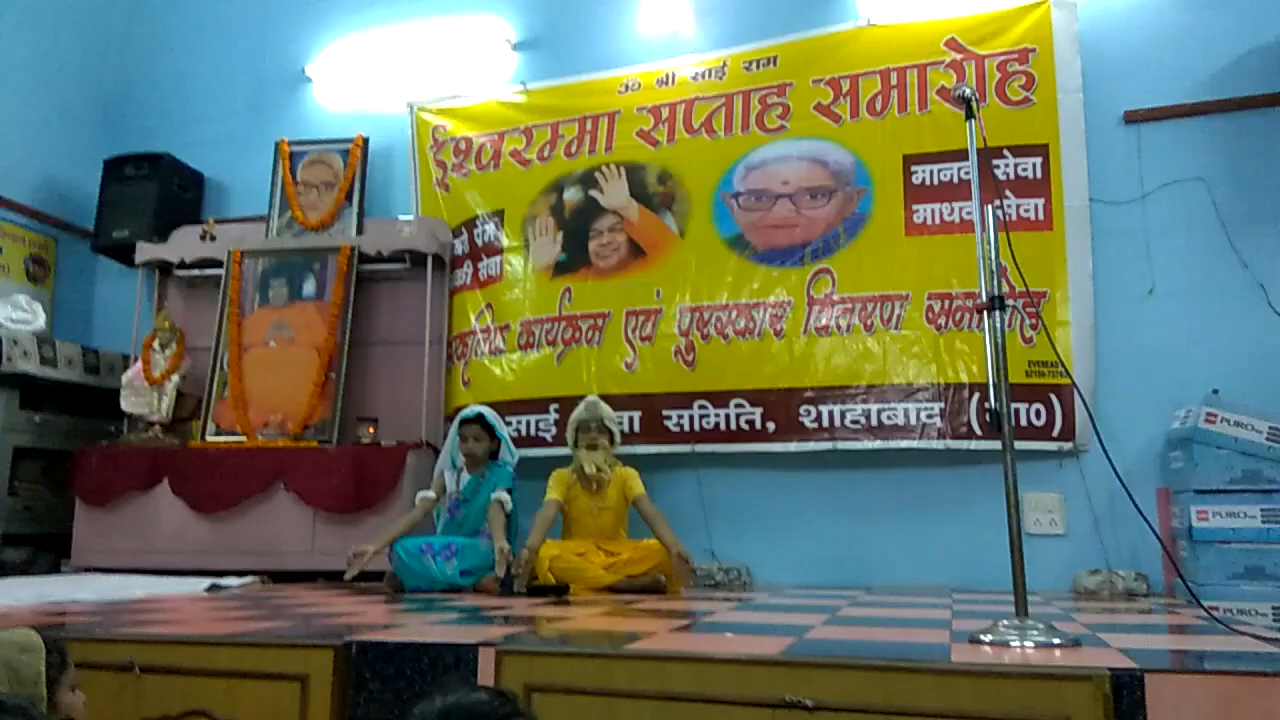 ॐ श्री साई राम
ईश्वरम्मा सप्ताह समारोह
मानव सेवा
माधव सेवा
सेवा
कार्यक्रम एवं पुरस्कार वितरण समारोह
साई समिति, शाहाबाद
PURO
PURO
PURO